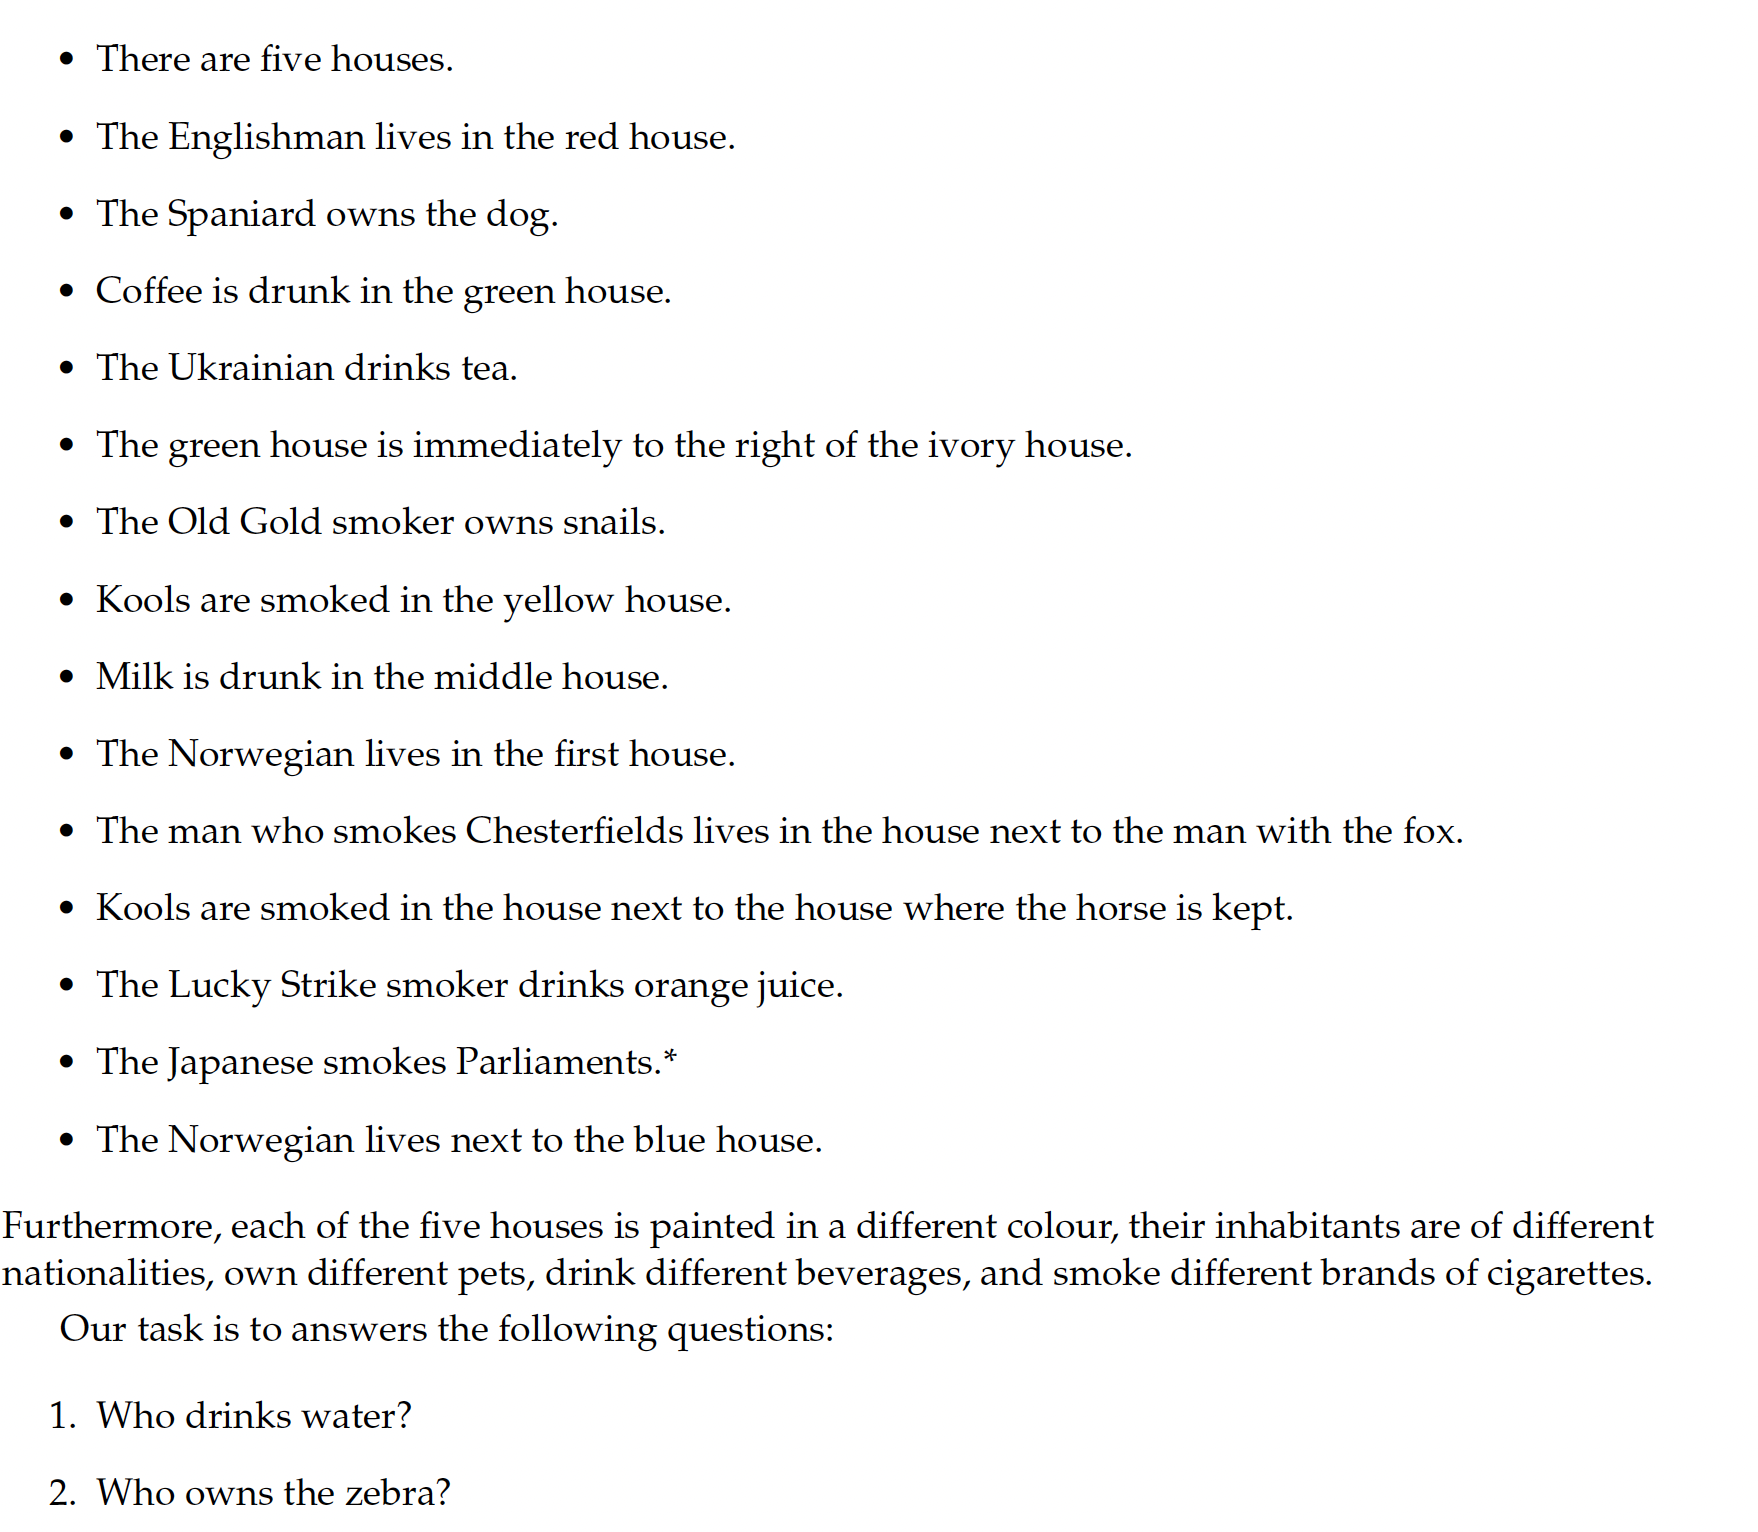 • There are five houses.
• The Englishman lives in the red house.
• The Spaniard owns the dog.
• Coffee is drunk in the green house.
• The Ukrainian drinks tea.
• The green house is immediately to the right of the ivory house.
• The Old Gold smoker owns snails.
• Kools are smoked in the yellow house.
• Milk is drunk in the middle house.
• The Norwegian lives in the first house.
• The man who smokes Chesterfields lives in the house next to the man with the fox.
• Kools are smoked in the house next to the house where the horse is kept.
• The Lucky Strike smoker drinks orange juice.
• The Japanese smokes Parliaments.*
• The Norwegian lives next to the blue house.
Furthermore, each of the five houses is painted in a different colour, their inhabitants are of different
nationalities, own different pets, drink different beverages, and smoke different brands of cigarettes.
Our task is to answers the following questions:
1. Who drinks water?
2. Who owns the zebra?